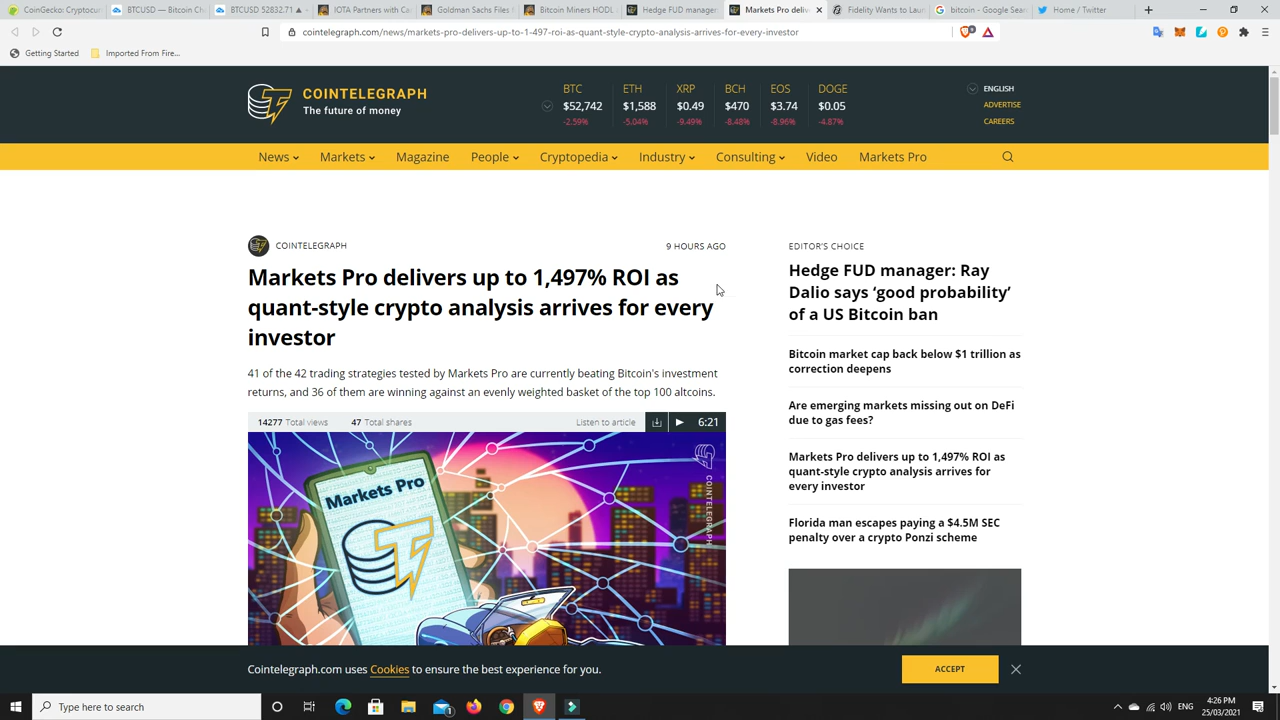 CoinGecko: Cryptocurr
BTCUSD — Bitcoin Ch
BTCUSD 52832.71 ▲
IOTA Partners with Ca
Goldman Sachs Files
Bitcoin Miners HODL
Hedge FUD manager:
Markets Pro deliv
Fidelity Wants to Laun
bitcoin - Google Sear
Home / Twitter
cointelegraph.com/news/markets-pro-delivers-up-to-1-497-roi-as-quant-style-crypto-analysis-arrives-for-every-investor
Getting Started
Imported From Fire...
COINTELEGRAPH
The future of money
BTC ETH XRP BCH EOS DOGE
$52,742 $1,588 $0.49 $470 $3.74 $0.05
-2.59% -5.04% -9.49% -8.48% -8.96% -4.87%
ENGLISH
ADVERTISE
CAREERS
News Markets Magazine People Cryptopedia Industry Consulting Video Markets Pro
COINTELEGRAPH
9 HOURS AGO
Markets Pro delivers up to 1,497% ROI as
quant-style crypto analysis arrives for every
investor
41 of the 42 trading strategies tested by Markets Pro are currently beating Bitcoin's investment
returns, and 36 of them are winning against an evenly weighted basket of the top 100 altcoins.
14277 Total views 47 Total shares Listen to article 6:21
Markets Pro
COINTELEGRAPH
EDITOR'S CHOICE
Hedge FUD manager: Ray
Dalio says ‘good probability’
of a US Bitcoin ban
Bitcoin market cap back below $1 trillion as
correction deepens
Are emerging markets missing out on DeFi
due to gas fees?
Markets Pro delivers up to 1,497% ROI as
quant-style crypto analysis arrives for
every investor
Florida man escapes paying a $4.5M SEC
penalty over a crypto Ponzi scheme
Cointelegraph.com uses Cookies to ensure the best experience for you.
ACCEPT
Type here to search
ENG
4:26 PM
25/03/2021